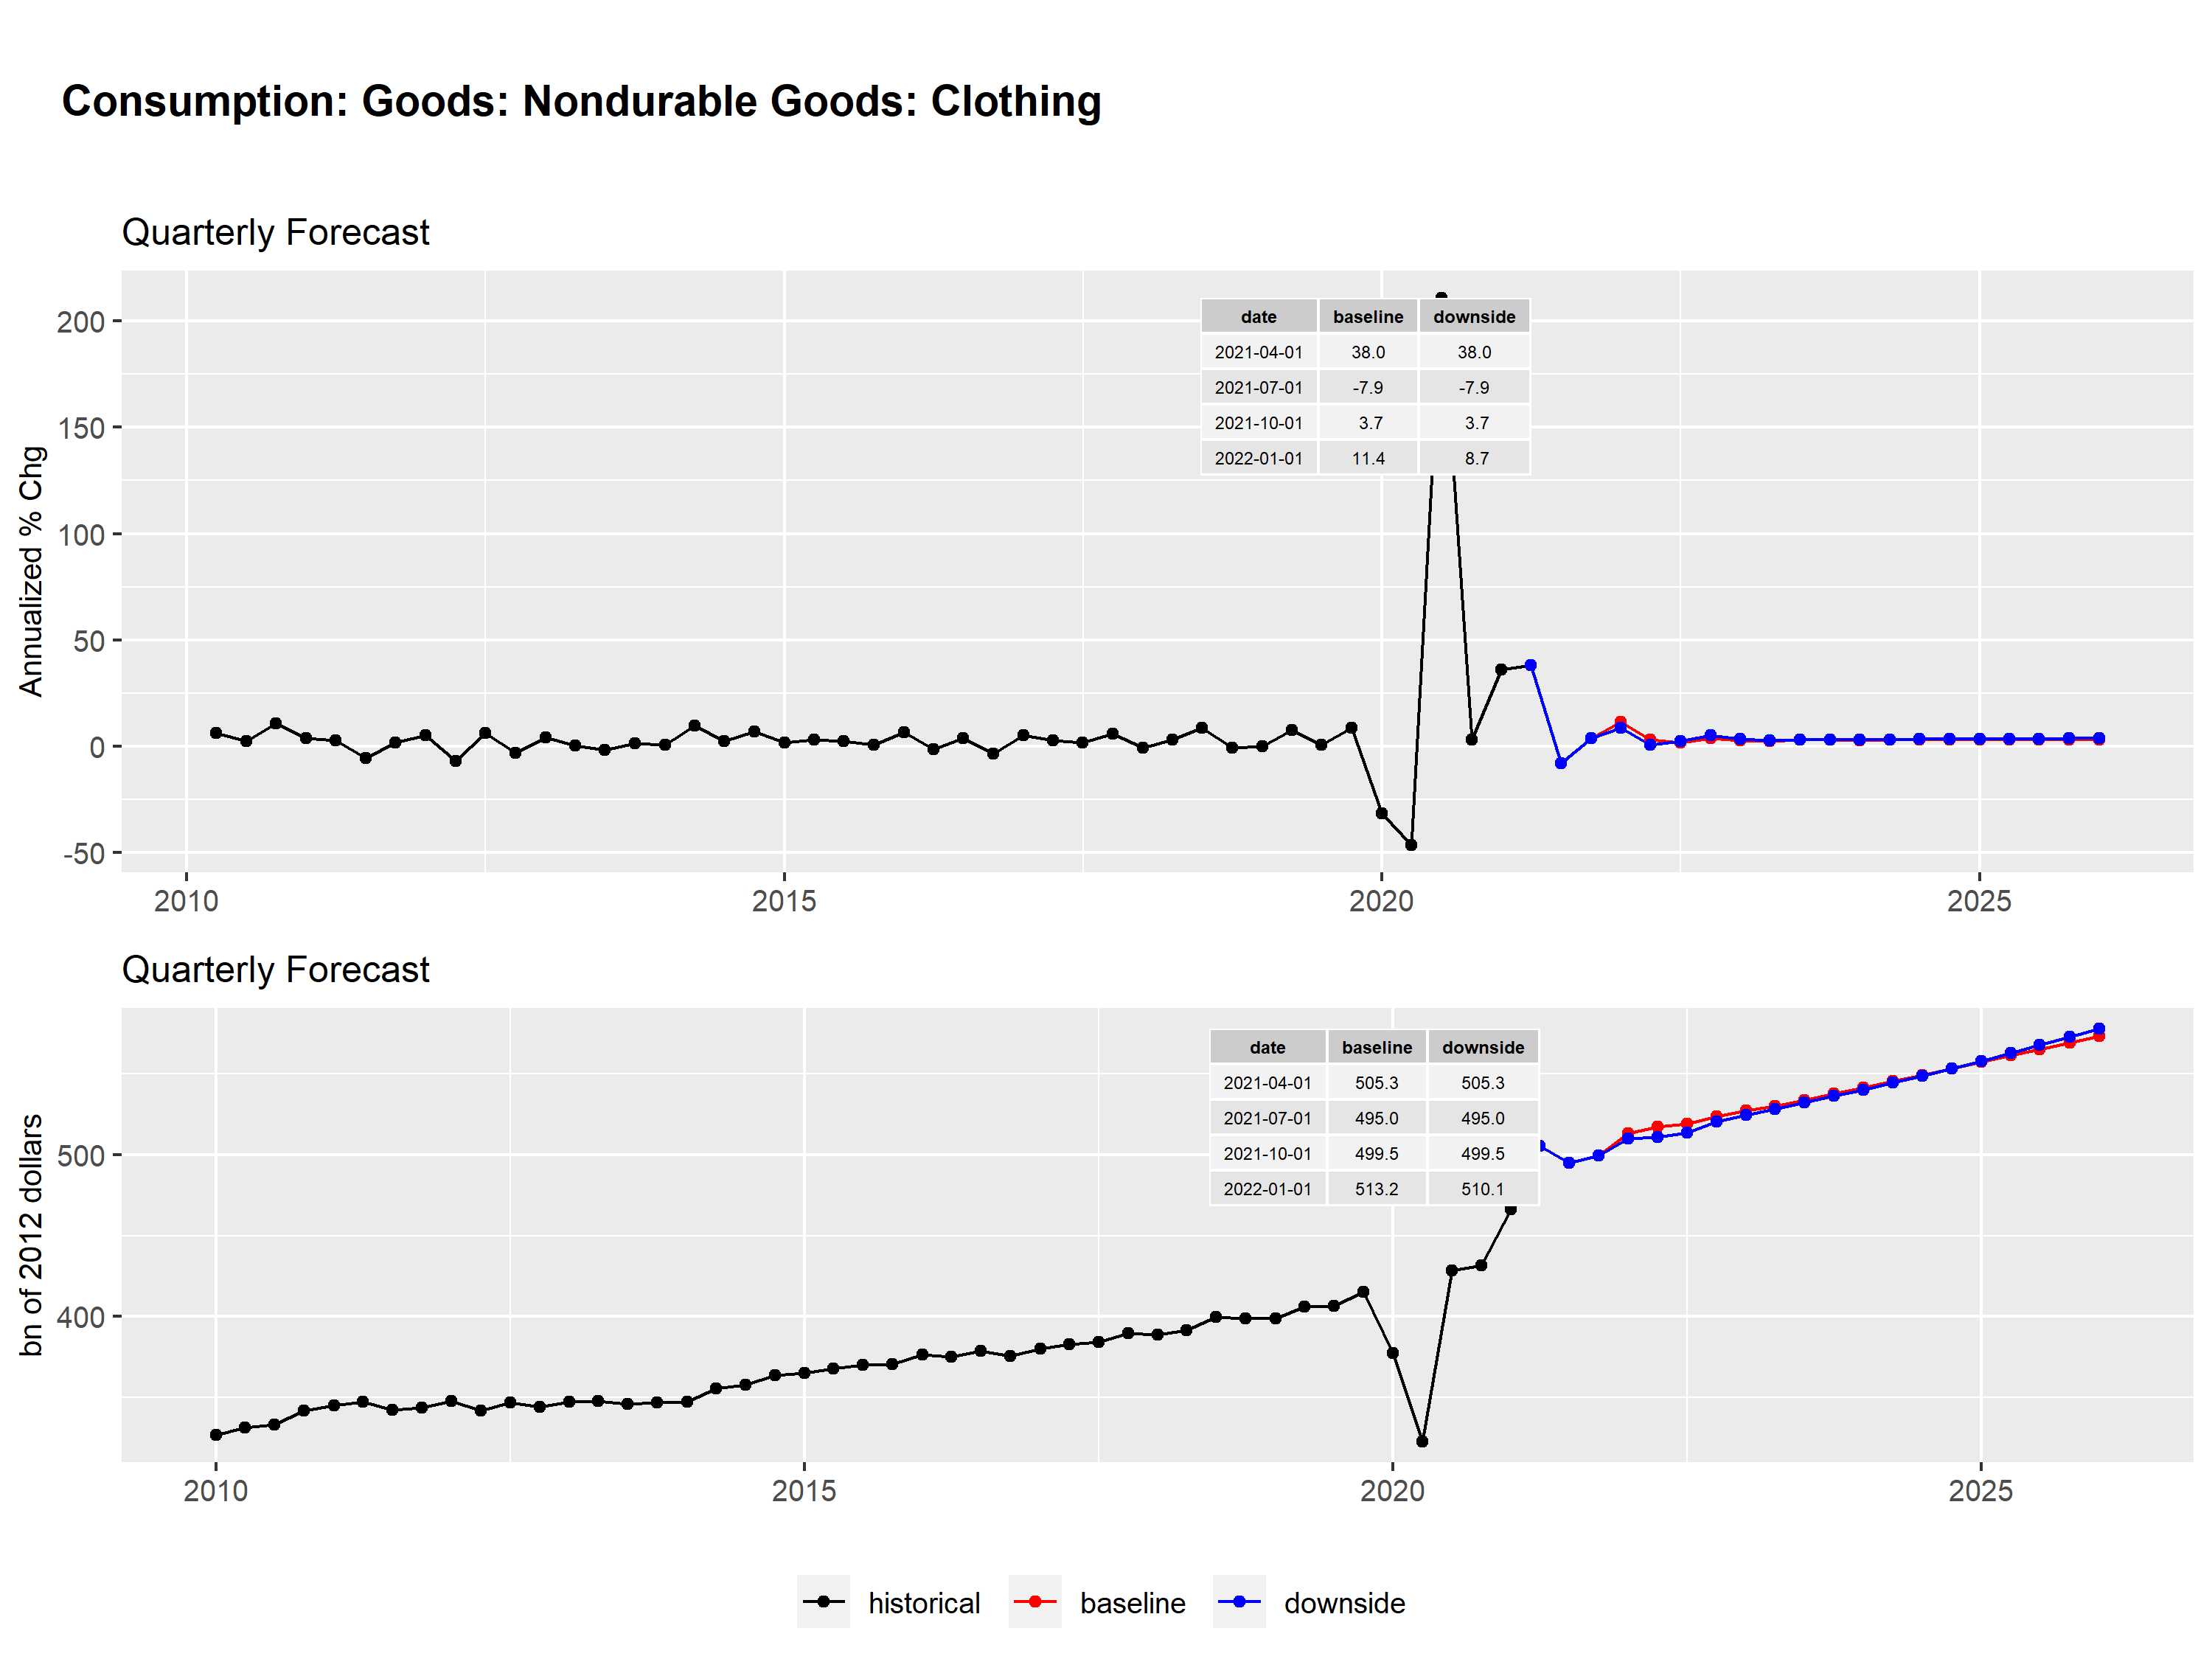 Consumption: Goods: Nondurable Goods: Clothing
Quarterly Forecast
Annualized % Chg
200
150
100
50
0
-50
date baseline downside
2021-04-01 38.0 38.0
2021-07-01 -7.9 -7.9
2021-10-01 3.7 3.7
2022-01-01 11.4 8.7
2010 2015 2020 2025
Quarterly Forecast
bn of 2012 dollars
500
400
date baseline downside
2021-04-01 505.3 505.3
2021-07-01 495.0 495.0
2021-10-01 499.5 499.5
2022-01-01 513.2 510.1
2010 2015 2020 2025
historical baseline downside